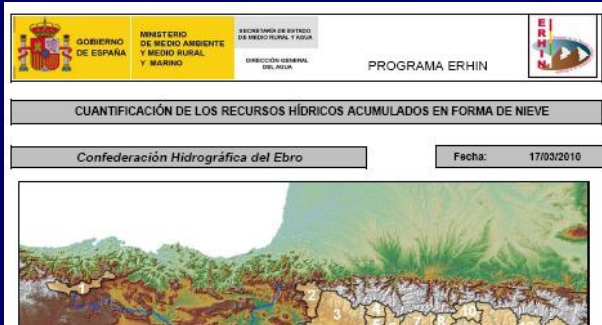 GOBIERNO
DE ESPAÑA
MINISTERIO
DE MEDIO AMBIENTE
Y MEDIO RURAL
Y MARINO
SECRETARÍA DE ESTADO
DE MEDIO RURAL Y AGUA
DIRECCIÓN GENERAL
DEL AGUA
PROGRAMA ERHIN
ERHIN
CUANTIFICACIÓN DE LOS RECURSOS HÍDRICOS ACUMULADOS EN FORMA DE NIEVE
Confederación Hidrográfica del Ebro
Fecha: 17/03/2010
1
2
3
4
5
7
8
10